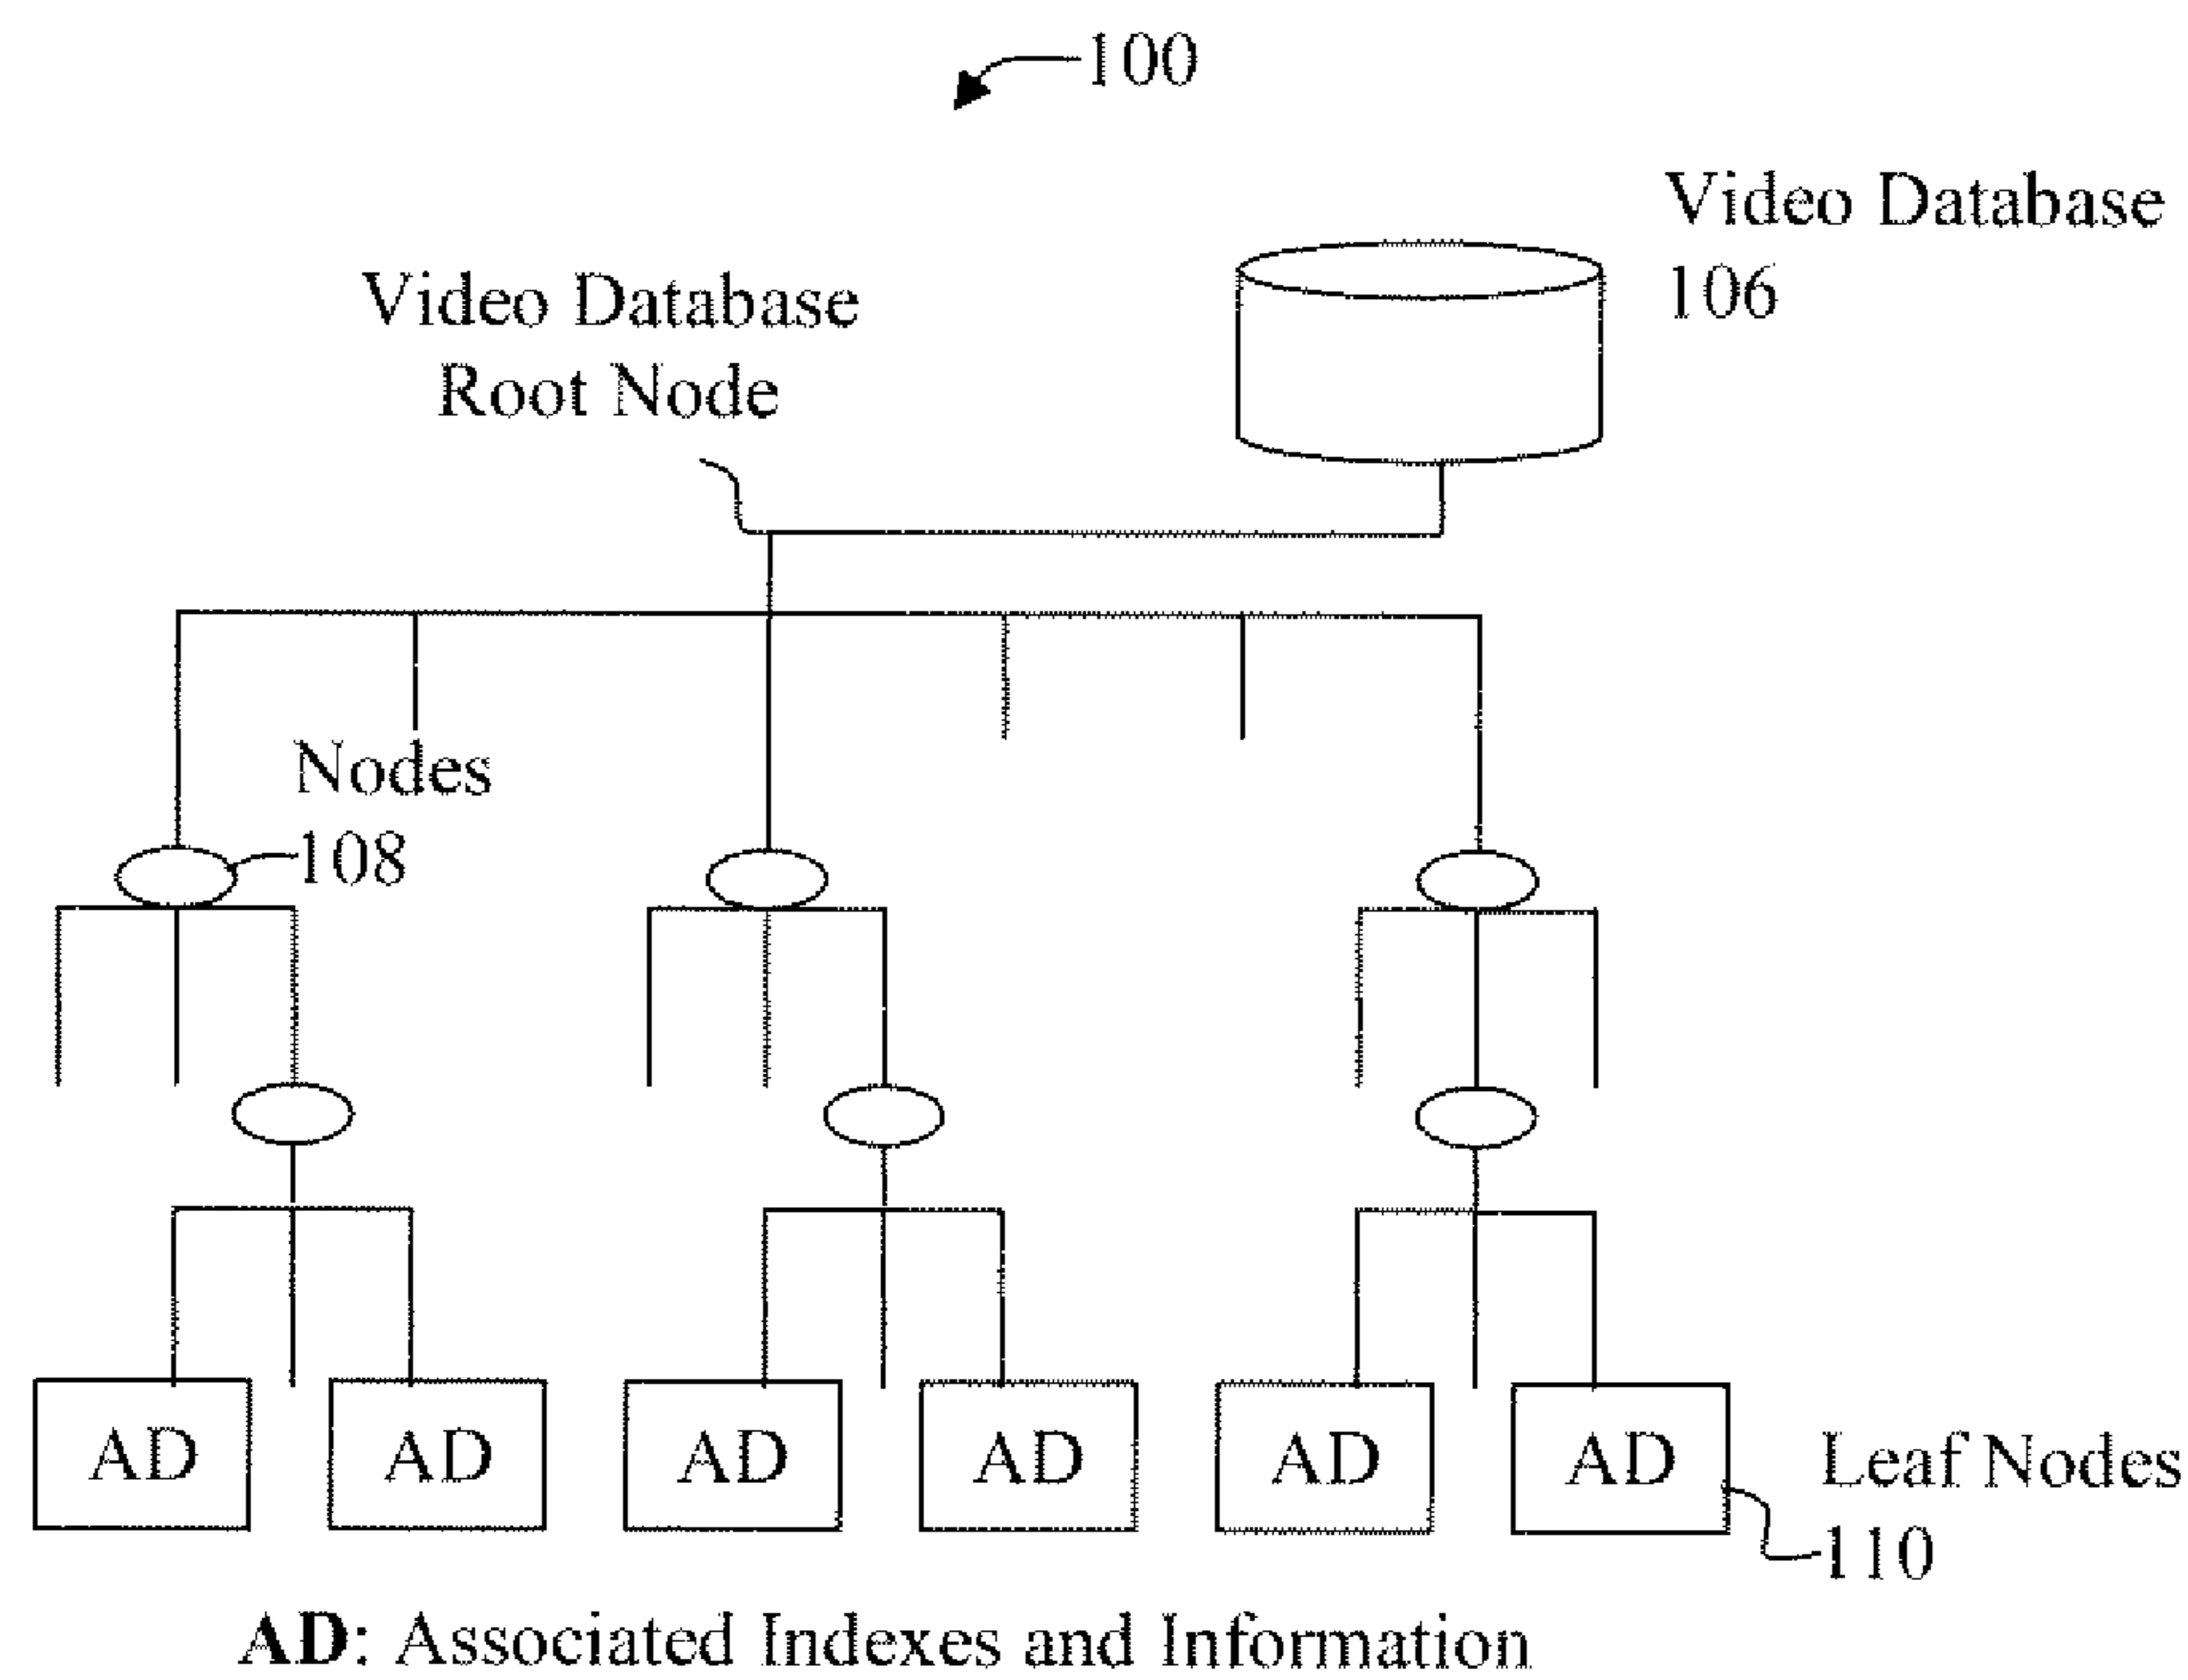 100
Video Database
106
Video Database
Root Node
Nodes
108
AD AD AD AD AD AD
Leaf Nodes
110
AD: Associated Indexes and Information